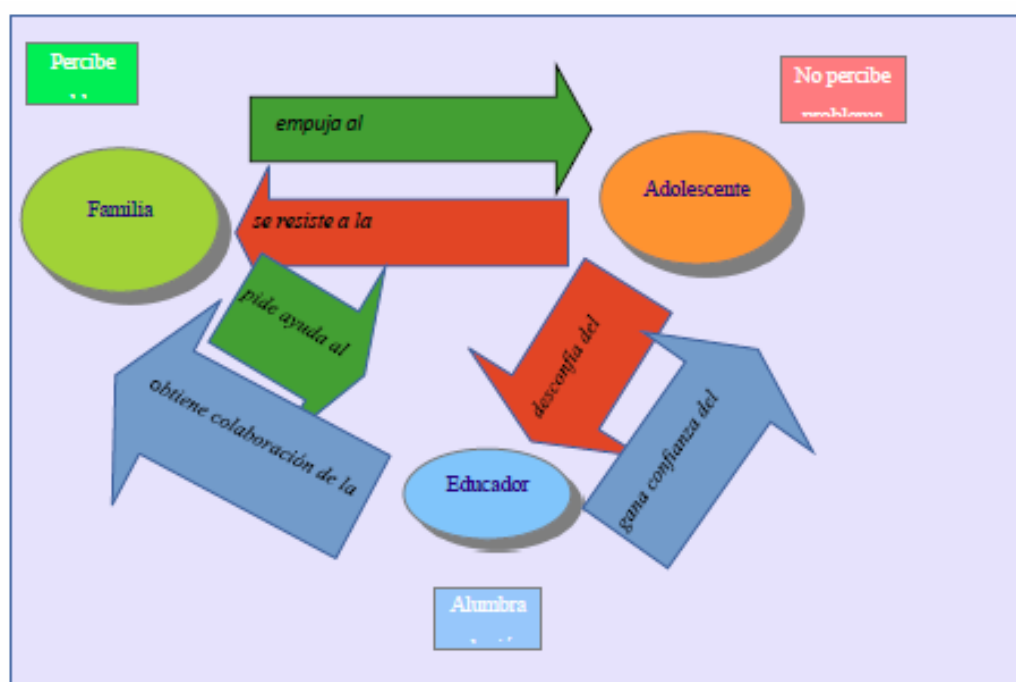 Percibe
No percibe
problema
empuja al
Familia
Adolescente
se resiste a la
pide ayuda al
desconfía del
obtiene colaboración de la
gana confianza del
Educador
Alumbra